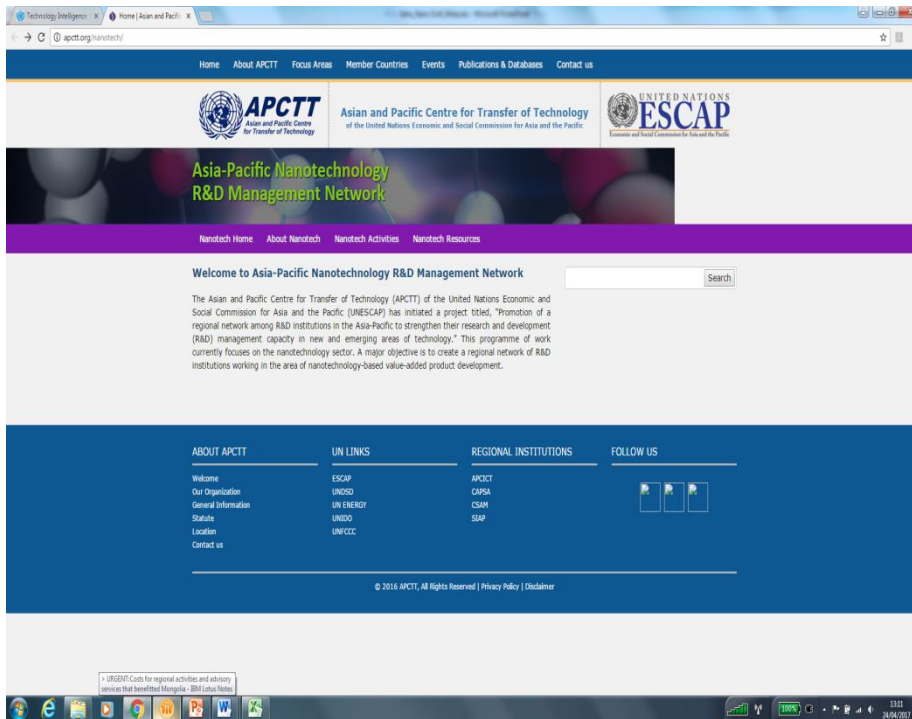 Technology Intelligence
Home | Asian and Pacific
apctt.org/nanotech/
Home About APCTT Focus Areas Member Countries Events Publications & Databases Contact us
APCTT
Asian and Pacific Centre
for Transfer of Technology
Asian and Pacific Centre for Transfer of Technology
of the United Nations Economic and Social Commission for Asia and the Pacific
UNITED NATIONS
ESCAP
Economic and Social Commission for Asia and the Pacific
Asia-Pacific Nanotechnology
R&D Management Network
Nanotech Home About Nanotech Nanotech Activities Nanotech Resources
Welcome to Asia-Pacific Nanotechnology R&D Management Network
Search
The Asian and Pacific Centre for Transfer of Technology (APCTT) of the United Nations Economic and
Social Commission for Asia and the Pacific (UNESCAP) has initiated a project titled, "Promotion of a
regional network among R&D institutions in the Asia-Pacific to strengthen their research and development
(R&D) management capacity in new and emerging areas of technology." This programme of work
currently focuses on the nanotechnology sector. A major objective is to create a regional network of R&D
institutions working in the area of nanotechnology-based value-added product development.
ABOUT APCTT
Welcome
Our Organization
General Information
Statute
Location
Contact us
UN LINKS
ESCAP
UNOSD
UN ENERGY
UNIDO
UNFCCC
REGIONAL INSTITUTIONS
APCICT
CAPSA
CSAM
SIAP
FOLLOW US
© 2016 APCTT, All Rights Reserved | Privacy Policy | Disclaimer
> URGENT: Costs for regional activities and advisory
services that benefitted Mongolia - IBM Lotus Notes
100%
13:11
24/04/2017